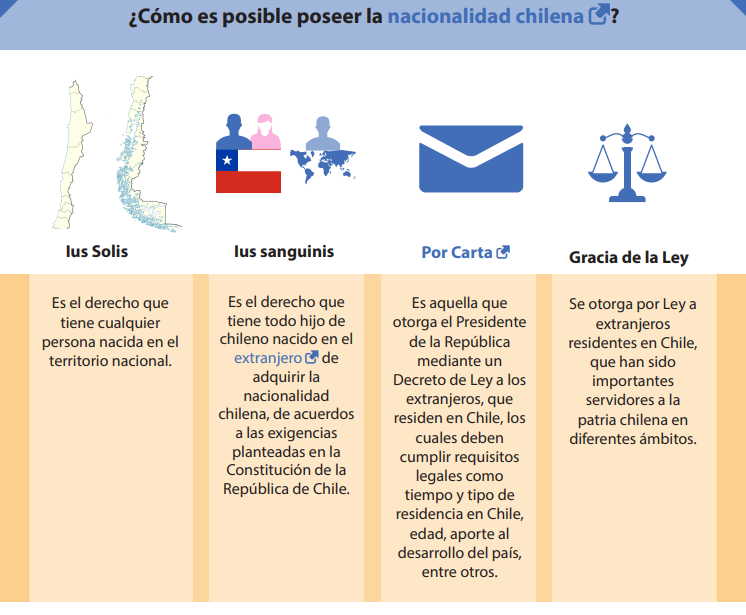 ¿Cómo es posible poseer la nacionalidad chilena ?
Ius Solis
Es el derecho que
tiene cualquier
persona nacida en el
territorio nacional.
Ius sanguinis
Es el derecho que
tiene todo hijo de
chileno nacido en el
extranjero de
adquirir la
nacionalidad
chilena, de acuerdos
a las exigencias
planteadas en la
Constitución de la
República de Chile.
Por Carta
Es aquella que
otorga el Presidente
de la República
mediante un
Decreto de Ley a los
extranjeros, que
residen en Chile, los
cuales deben
cumplir requisitos
legales como
tiempo y tipo de
residencia en Chile,
edad, aporte al
desarrollo del país,
entre otros.
Gracia de la Ley
Se otorga por Ley a
extranjeros
residentes en Chile,
que han sido
importantes
servidores a la
patria chilena en
diferentes ámbitos.